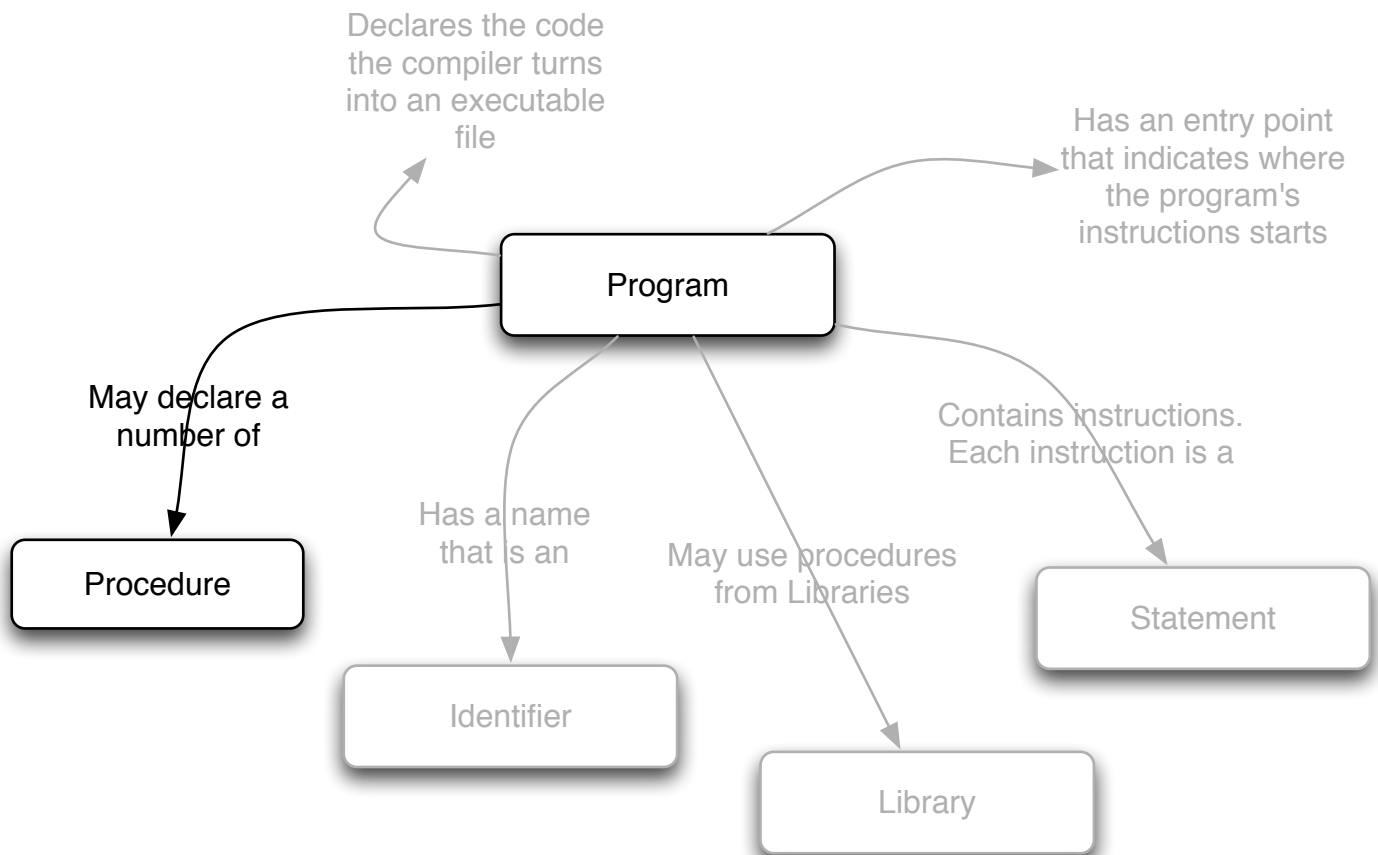 Declares the code
the compiler turns
into an executable
file
Has an entry point
that indicates where
the program's
instructions starts
Program
May declare a
number of
Contains instructions.
Each instruction is a
Has a name
that is an
May use procedures
from Libraries
Procedure
Statement
Identifier
Library